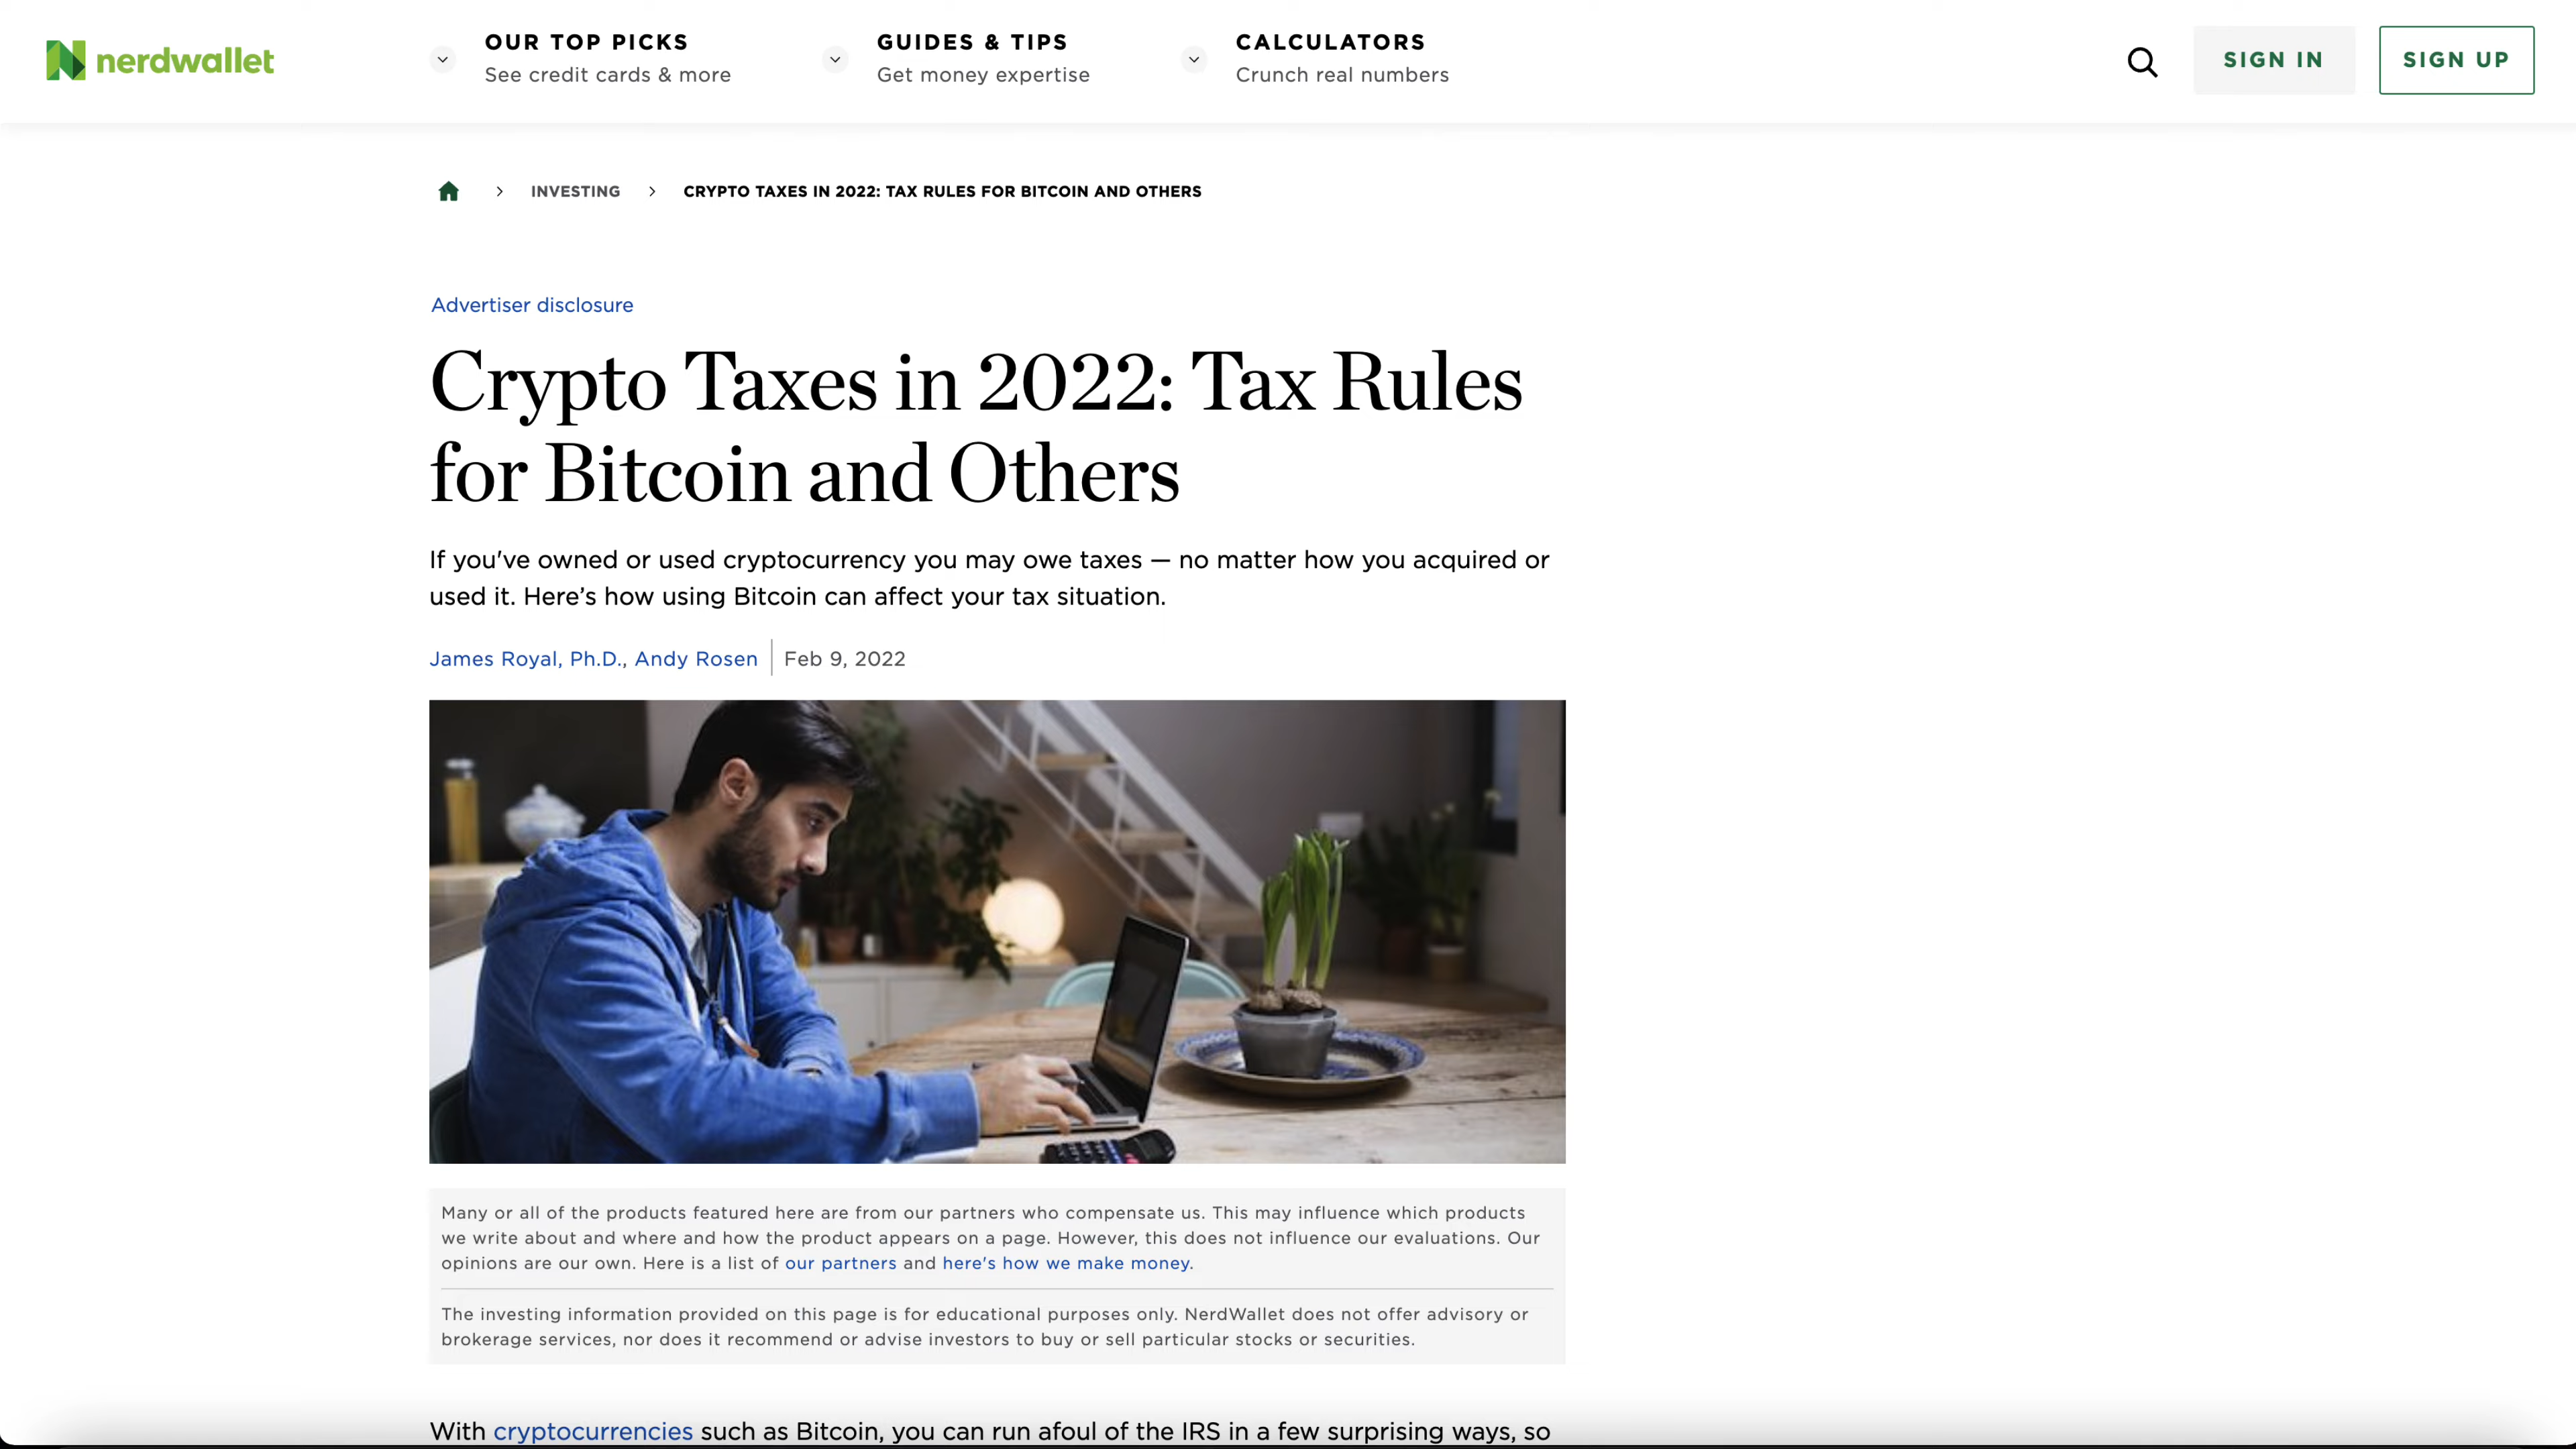 nerdwallet
OUR TOP PICKS
See credit cards & more
GUIDES & TIPS
Get money expertise
CALCULATORS
Crunch real numbers
SIGN IN
SIGN UP
INVESTING
CRYPTO TAXES IN 2022: TAX RULES FOR BITCOIN AND OTHERS
Advertiser disclosure
Crypto Taxes in 2022: Tax Rules
for Bitcoin and Others
If you've owned or used cryptocurrency you may owe taxes — no matter how you acquired or
used it. Here’s how using Bitcoin can affect your tax situation.
James Royal, Ph.D., Andy Rosen
Feb 9, 2022
Many or all of the products featured here are from our partners who compensate us. This may influence which products
we write about and where and how the product appears on a page. However, this does not influence our evaluations. Our
opinions are our own. Here is a list of our partners and here's how we make money.
The investing information provided on this page is for educational purposes only. NerdWallet does not offer advisory or
brokerage services, nor does it recommend or advise investors to buy or sell particular stocks or securities.
With cryptocurrencies such as Bitcoin, you can run afoul of the IRS in a few surprising ways, so